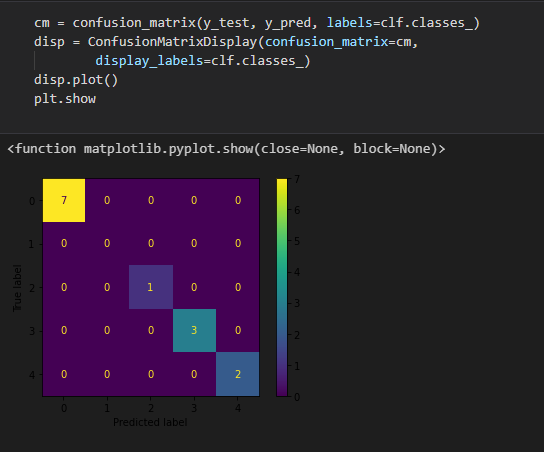 cm = confusion_matrix(y_test, y_pred, labels=clf.classes_)
disp = ConfusionMatrixDisplay(confusion_matrix=cm,
display_labels=clf.classes_)
disp.plot()
plt.show
<function matplotlib.pyplot.show(close=None, block=None)>
True label
0 7 0 0 0 0
1 0 0 0 0 0
2 0 0 1 0 0
3 0 0 0 3 0
4 0 0 0 0 2
0 1 2 3 4
Predicted label
7
6
5
4
3
2
1
0